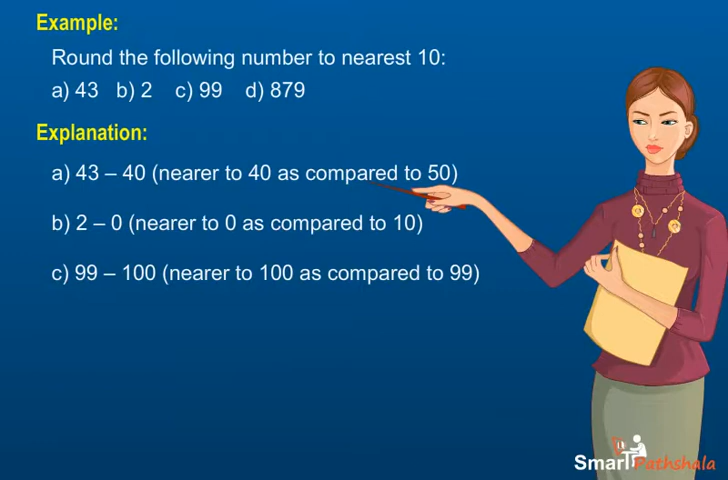 Example:
Round the following number to nearest 10:
a) 43 b) 2 c) 99 d) 879
Explanation:
a) 43 – 40 (nearer to 40 as compared to 50)
b) 2 – 0 (nearer to 0 as compared to 10)
c) 99 – 100 (nearer to 100 as compared to 99)
Smart Pathshala